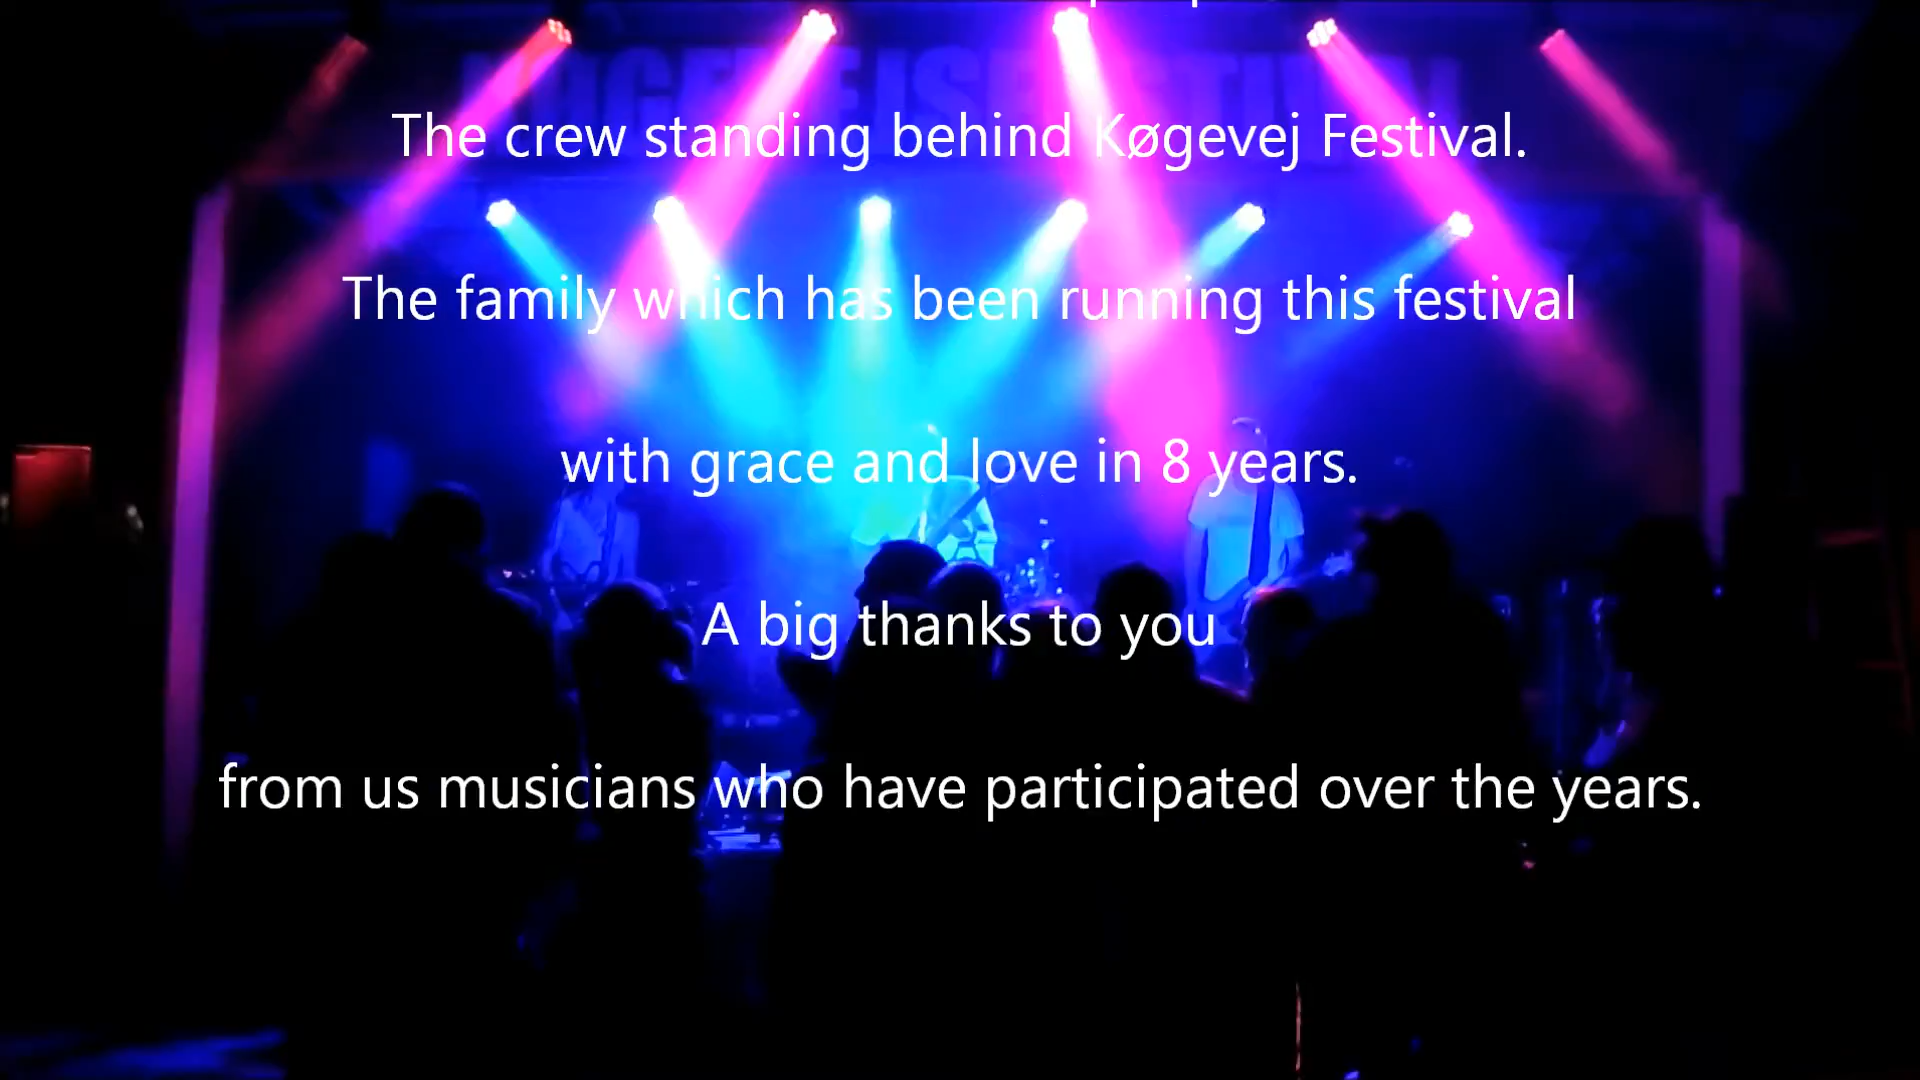 The crew standing behind Køgevej Festival.
The family which has been running this festival
with grace and love in 8 years.
A big thanks to you
from us musicians who have participated over the years.